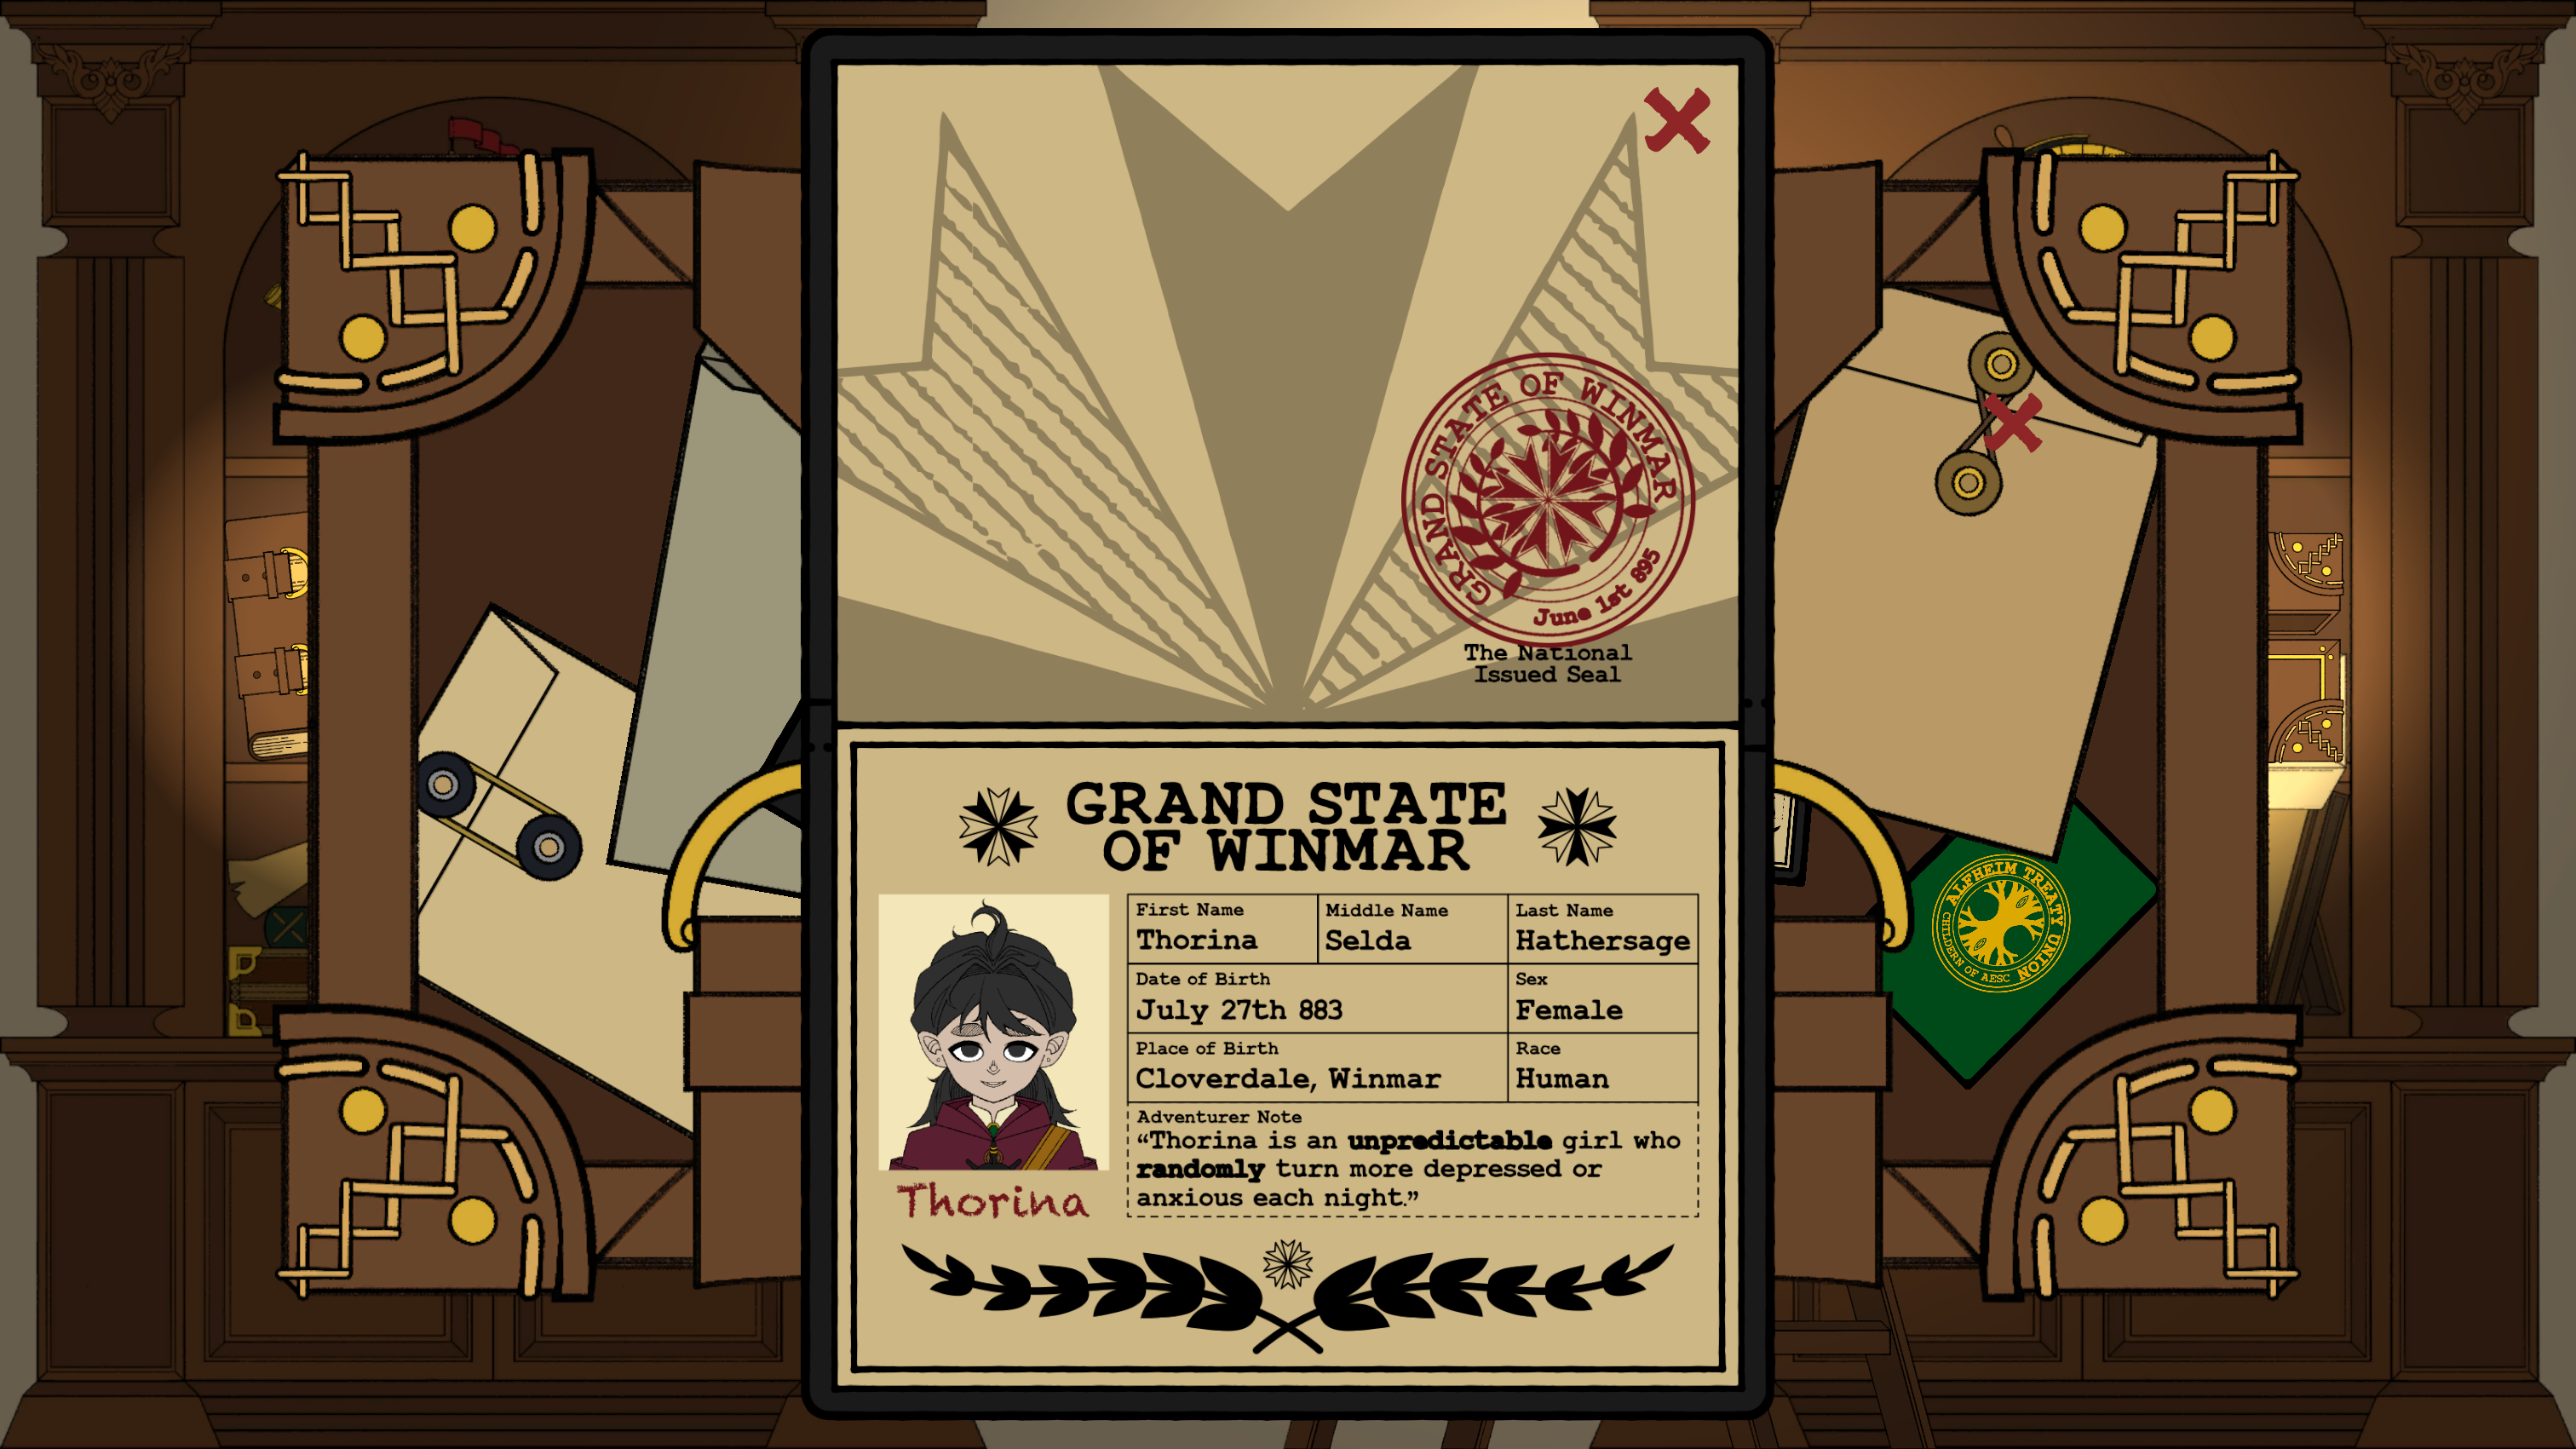 GRAND STATE OF WINMAR
June 1st 895
The National
Issued Seal
GRAND STATE
OF WINMAR
First Name
Thorina
Middle Name
Selda
Last Name
Hathersage
Date of Birth
July 27th 883
Sex
Female
Place of Birth
Cloverdale, Winmar
Race
Human
Adventurer Note
“Thorina is an unpredictable girl who
randomly turn more depressed or
anxious each night.”
Thorina
ALFHEIM TREATY UNION
CHILDERN OF AESC